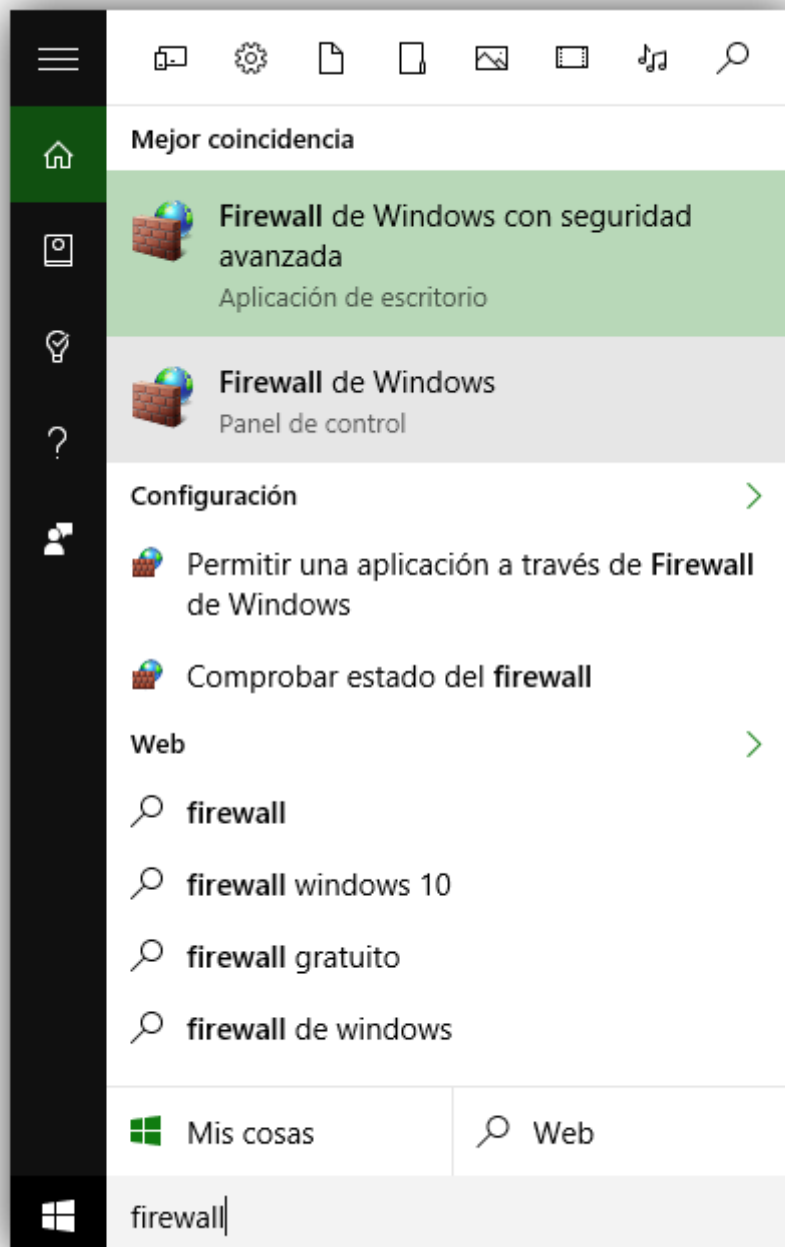 Mejor coincidencia
Firewall de Windows con seguridad
avanzada
Aplicación de escritorio
Firewall de Windows
Panel de control
Configuración
Permitir una aplicación a través de Firewall
de Windows
Comprobar estado del firewall
Web
firewall
firewall windows 10
firewall gratuito
firewall de windows
Mis cosas
Web
firewall